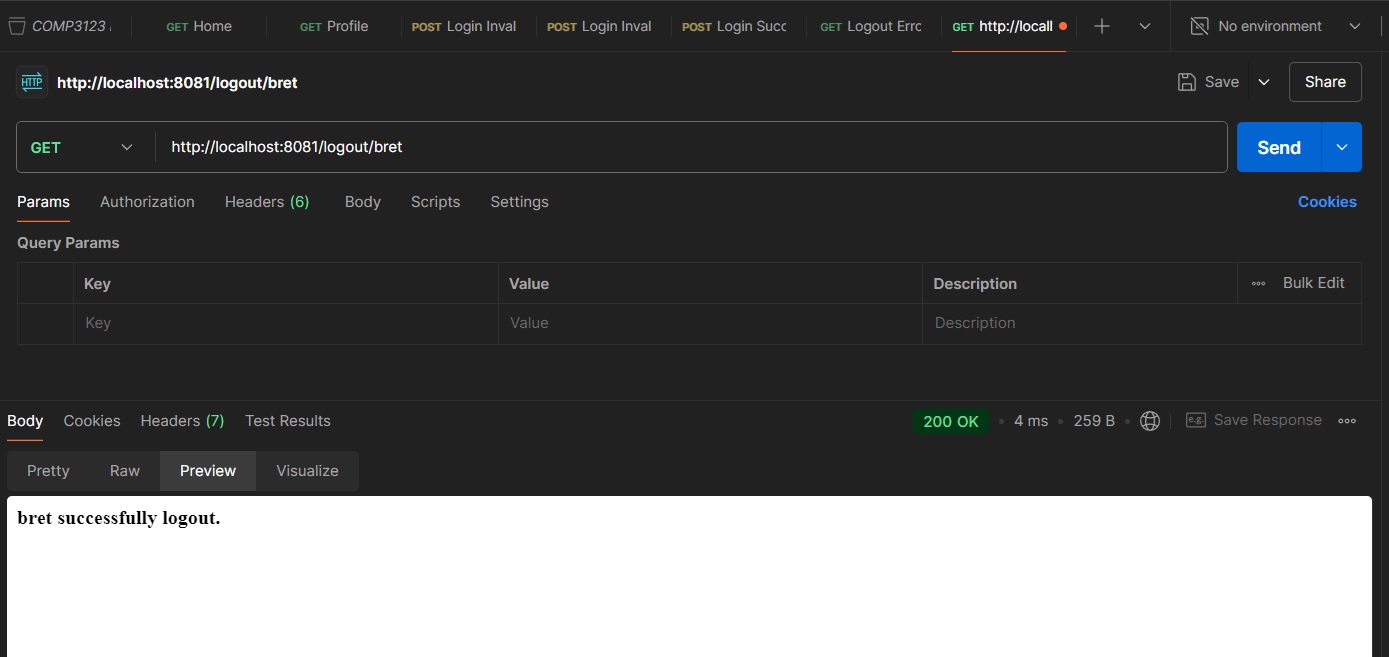 COMP3123
GET Home
GET Profile
POST Login Inval
POST Login Inval
POST Login Succ
GET Logout Erro
GET http://locall
No environment
HTTP http://localhost:8081/logout/bret
Save
Share
GET http://localhost:8081/logout/bret
Send
Params Authorization Headers (6) Body Scripts Settings
Cookies
Query Params
Key Value Description Bulk Edit
Key Value Description
Body Cookies Headers (7) Test Results
200 OK • 4 ms • 259 B •
e.g. Save Response
Pretty Raw Preview Visualize
bret successfully logout.